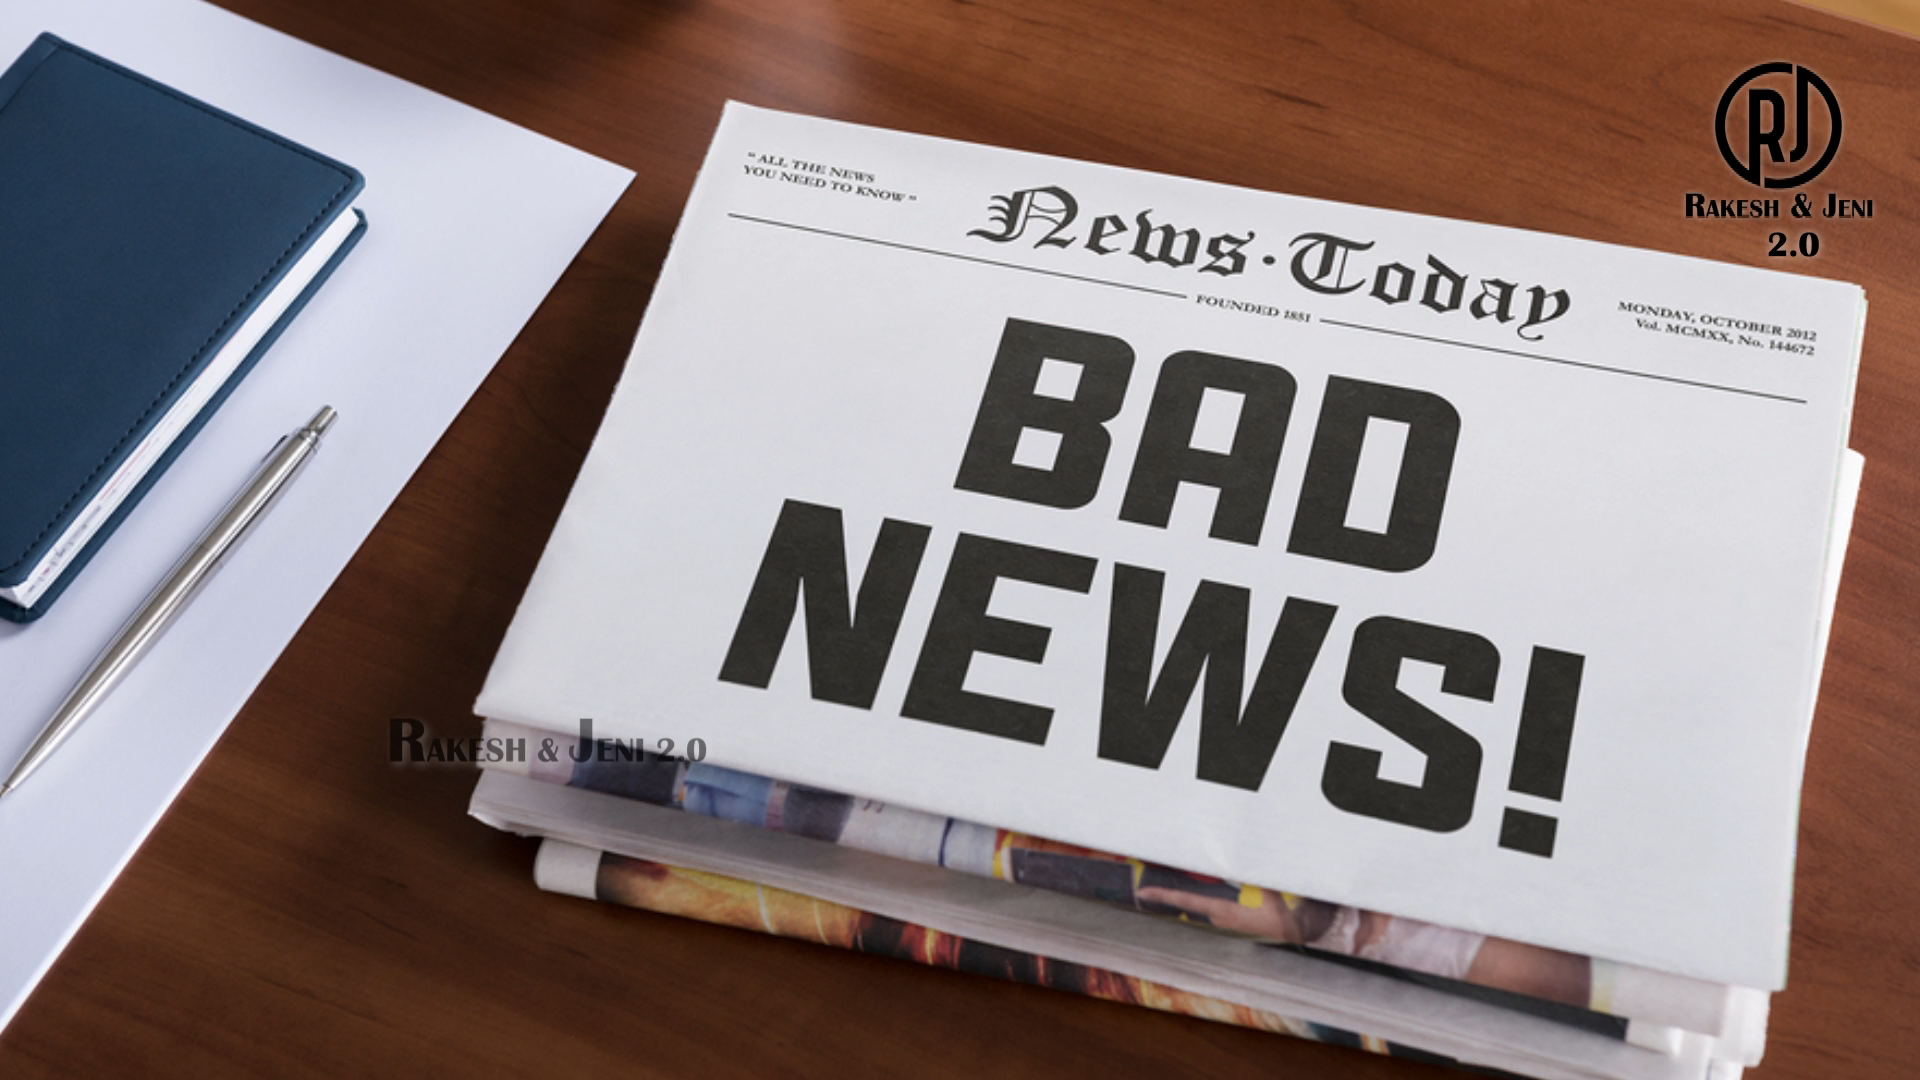 " ALL THE NEWS
YOU NEED TO KNOW "
News·Today
FOUNDED 1851
MONDAY, OCTOBER 2012
Vol. MCMXX, No. 144672
BAD
NEWS!
RJ
RAKESH & JENI
2.0
RAKESH & JENI 2.0